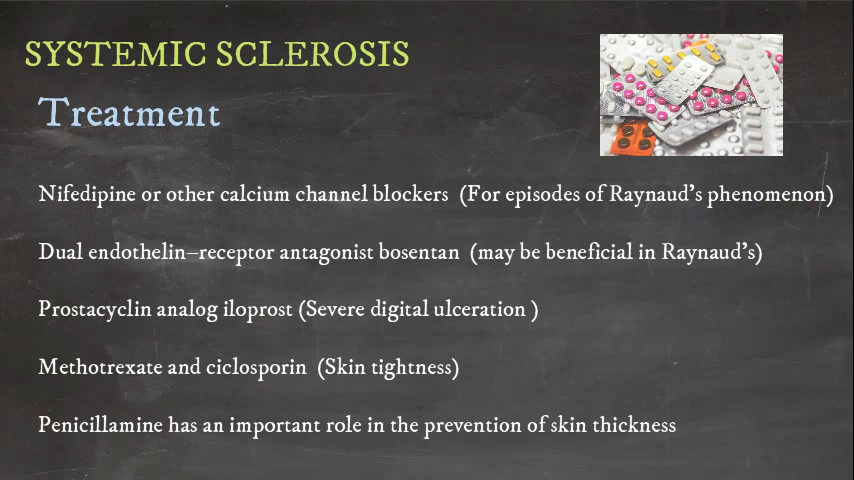 SYSTEMIC SCLEROSIS
Treatment
Nifedipine or other calcium channel blockers (For episodes of Raynaud's phenomenon)
Dual endothelin–receptor antagonist bosentan (may be beneficial in Raynaud's)
Prostacyclin analog iloprost (Severe digital ulceration )
Methotrexate and ciclosporin (Skin tightness)
Penicillamine has an important role in the prevention of skin thickness